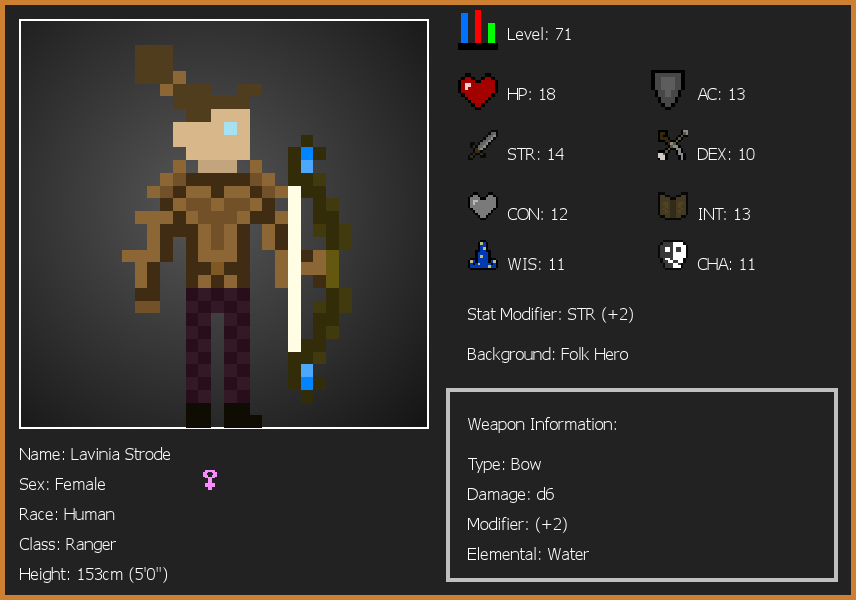 Level: 71
HP: 18
AC: 13
STR: 14
DEX: 10
CON: 12
INT: 13
WIS: 11
CHA: 11
Stat Modifier: STR (+2)
Background: Folk Hero
Weapon Information:
Type: Bow
Damage: d6
Modifier: (+2)
Elemental: Water
Name: Lavinia Strode
Sex: Female
Race: Human
Class: Ranger
Height: 153cm (5'0")